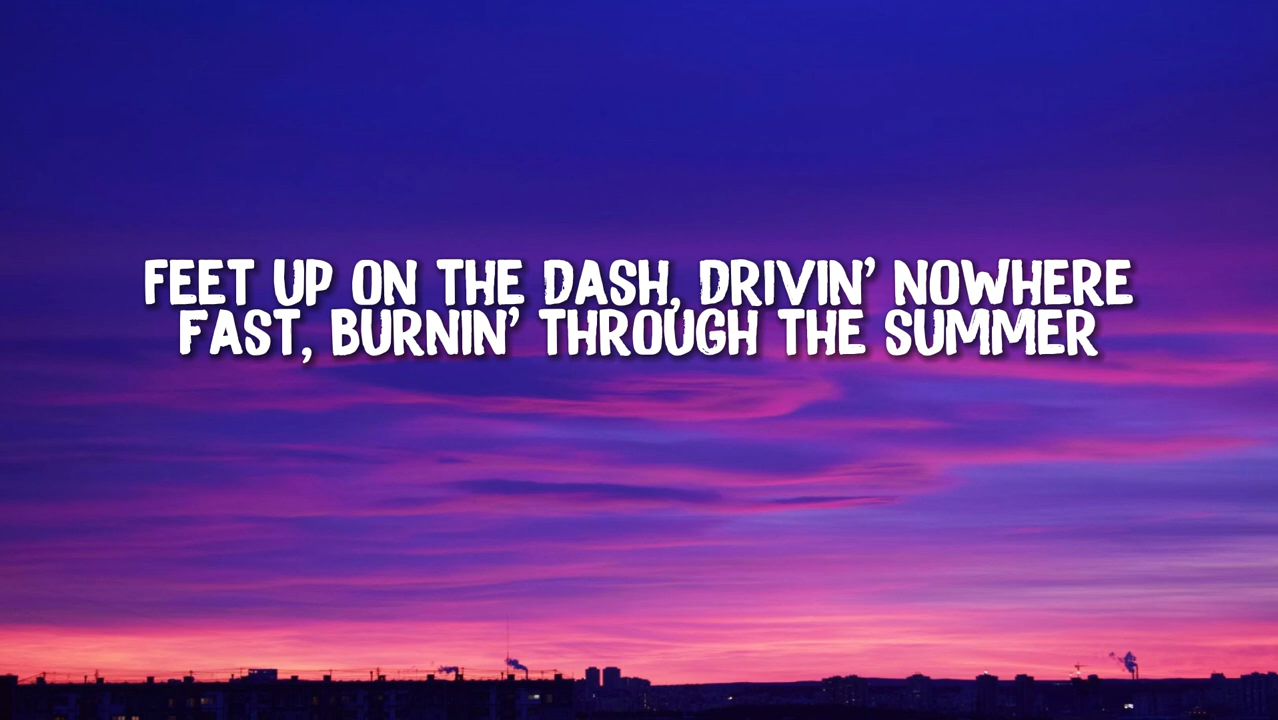 FEET UP ON THE DASH, DRIVIN' NOWHERE
FAST, BURNIN' THROUGH THE SUMMER